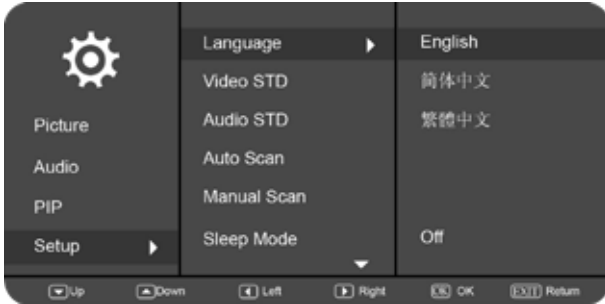 Language
English
Video STD
简体中文
Audio STD
繁體中文
Picture
Auto Scan
Audio
Manual Scan
PIP
Setup
Sleep Mode
Off
Up
Down
Left
Right
OK OK
EXIT Return